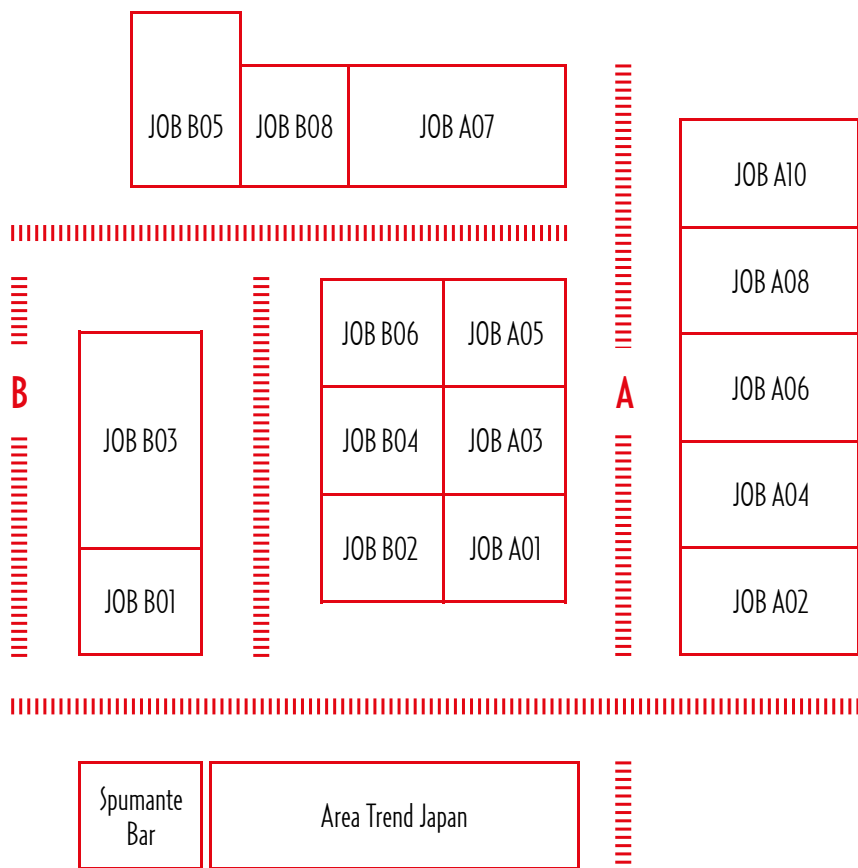 JOB B05
JOB B08
JOB A07
JOB A10
JOB A08
JOB B06
JOB A05
B
A
JOB A06
JOB B03
JOB B04
JOB A03
JOB A04
JOB B02
JOB A01
JOB B01
JOB A02
Spumante
Bar
Area Trend Japan